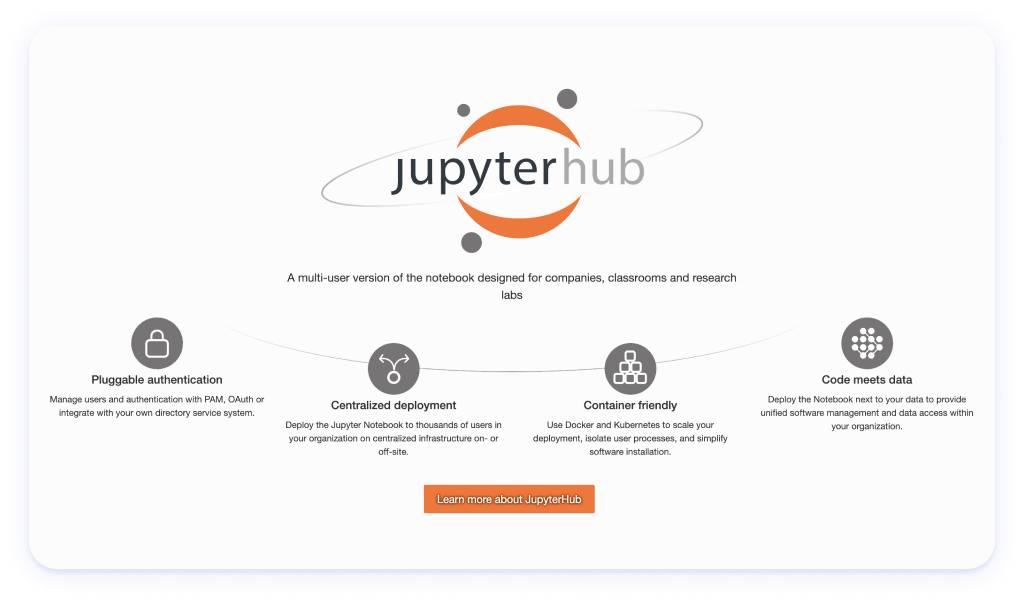 jupyterhub
A multi-user version of the notebook designed for companies, classrooms and research
labs
Pluggable authentication
Manage users and authentication with PAM, OAuth or
integrate with your own directory service system.
Centralized deployment
Deploy the Jupyter Notebook to thousands of users in
your organization on centralized infrastructure on- or
off-site.
Container friendly
Use Docker and Kubernetes to scale your
deployment, isolate user processes, and simplify
software installation.
Code meets data
Deploy the Notebook next to your data to provide
unified software management and data access within
your organization.
Learn more about JupyterHub